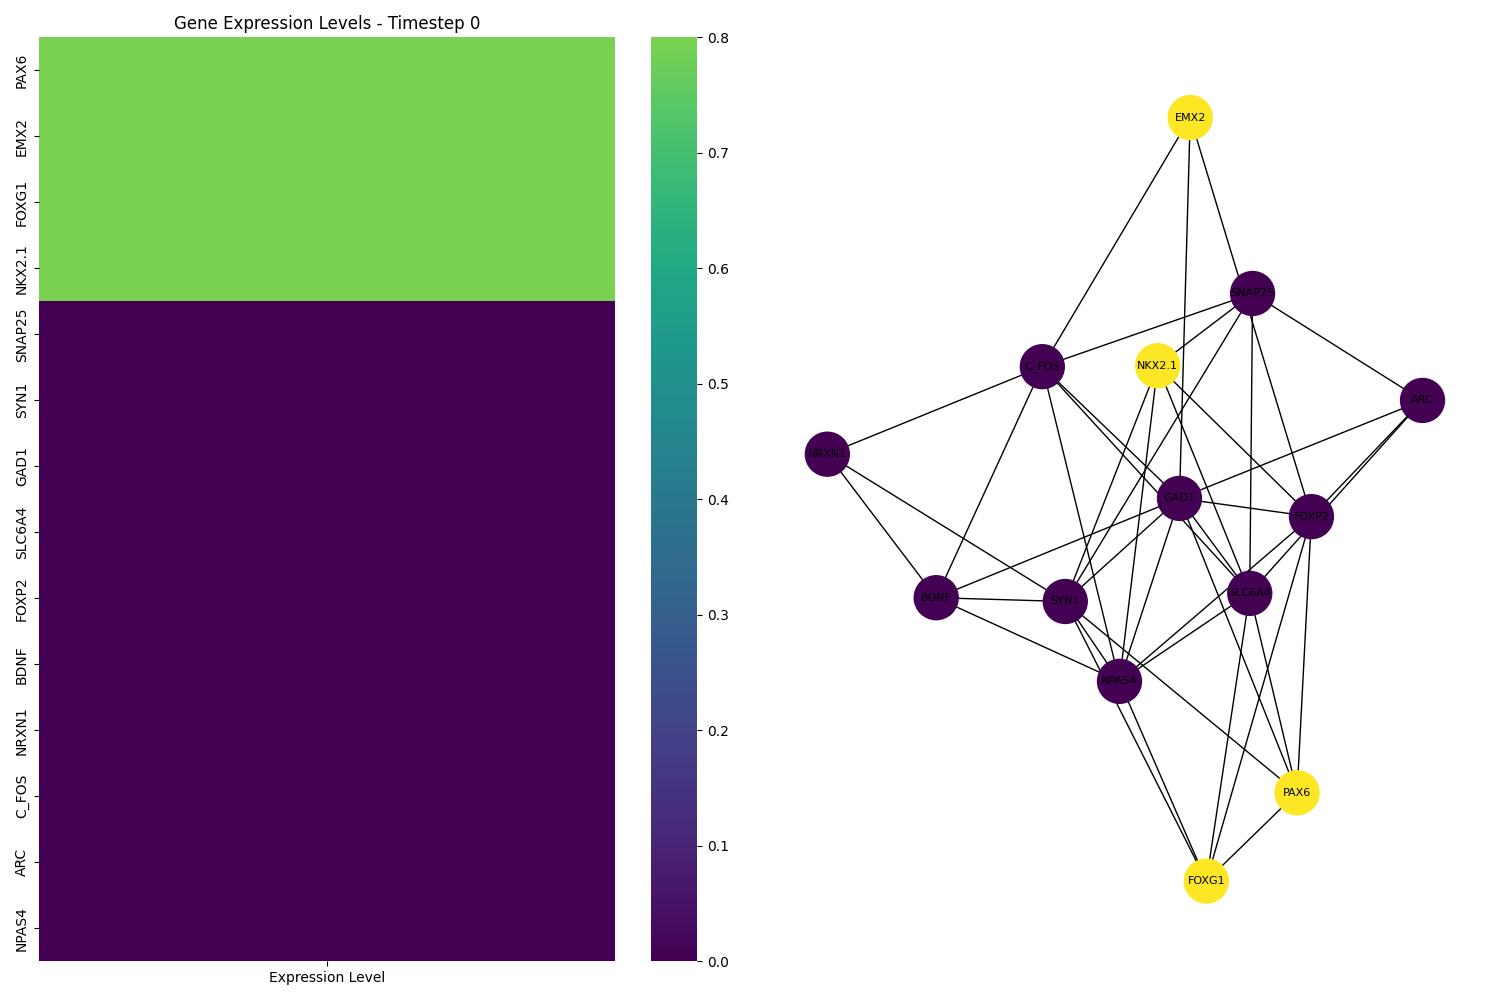 Gene Expression Levels - Timestep 0
PAX6
EMX2
FOXG1
NKX2.1
SNAP25
SYN1
GAD1
SLC6A4
FOXP2
BDNF
NRXN1
C_FOS
ARC
NPAS4
Expression Level
0.8
0.7
0.6
0.5
0.4
0.3
0.2
0.1
0.0
EMX2
SNAP25
C_FOS
NKX2.1
ARC
NRXN1
GAD1
FOXP2
BDNF
SYN1
SLC6A4
NPAS4
PAX6
FOXG1